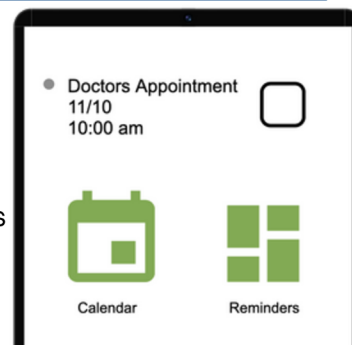 Doctors Appointment
11/10
10:00 am
s
Calendar
Reminders